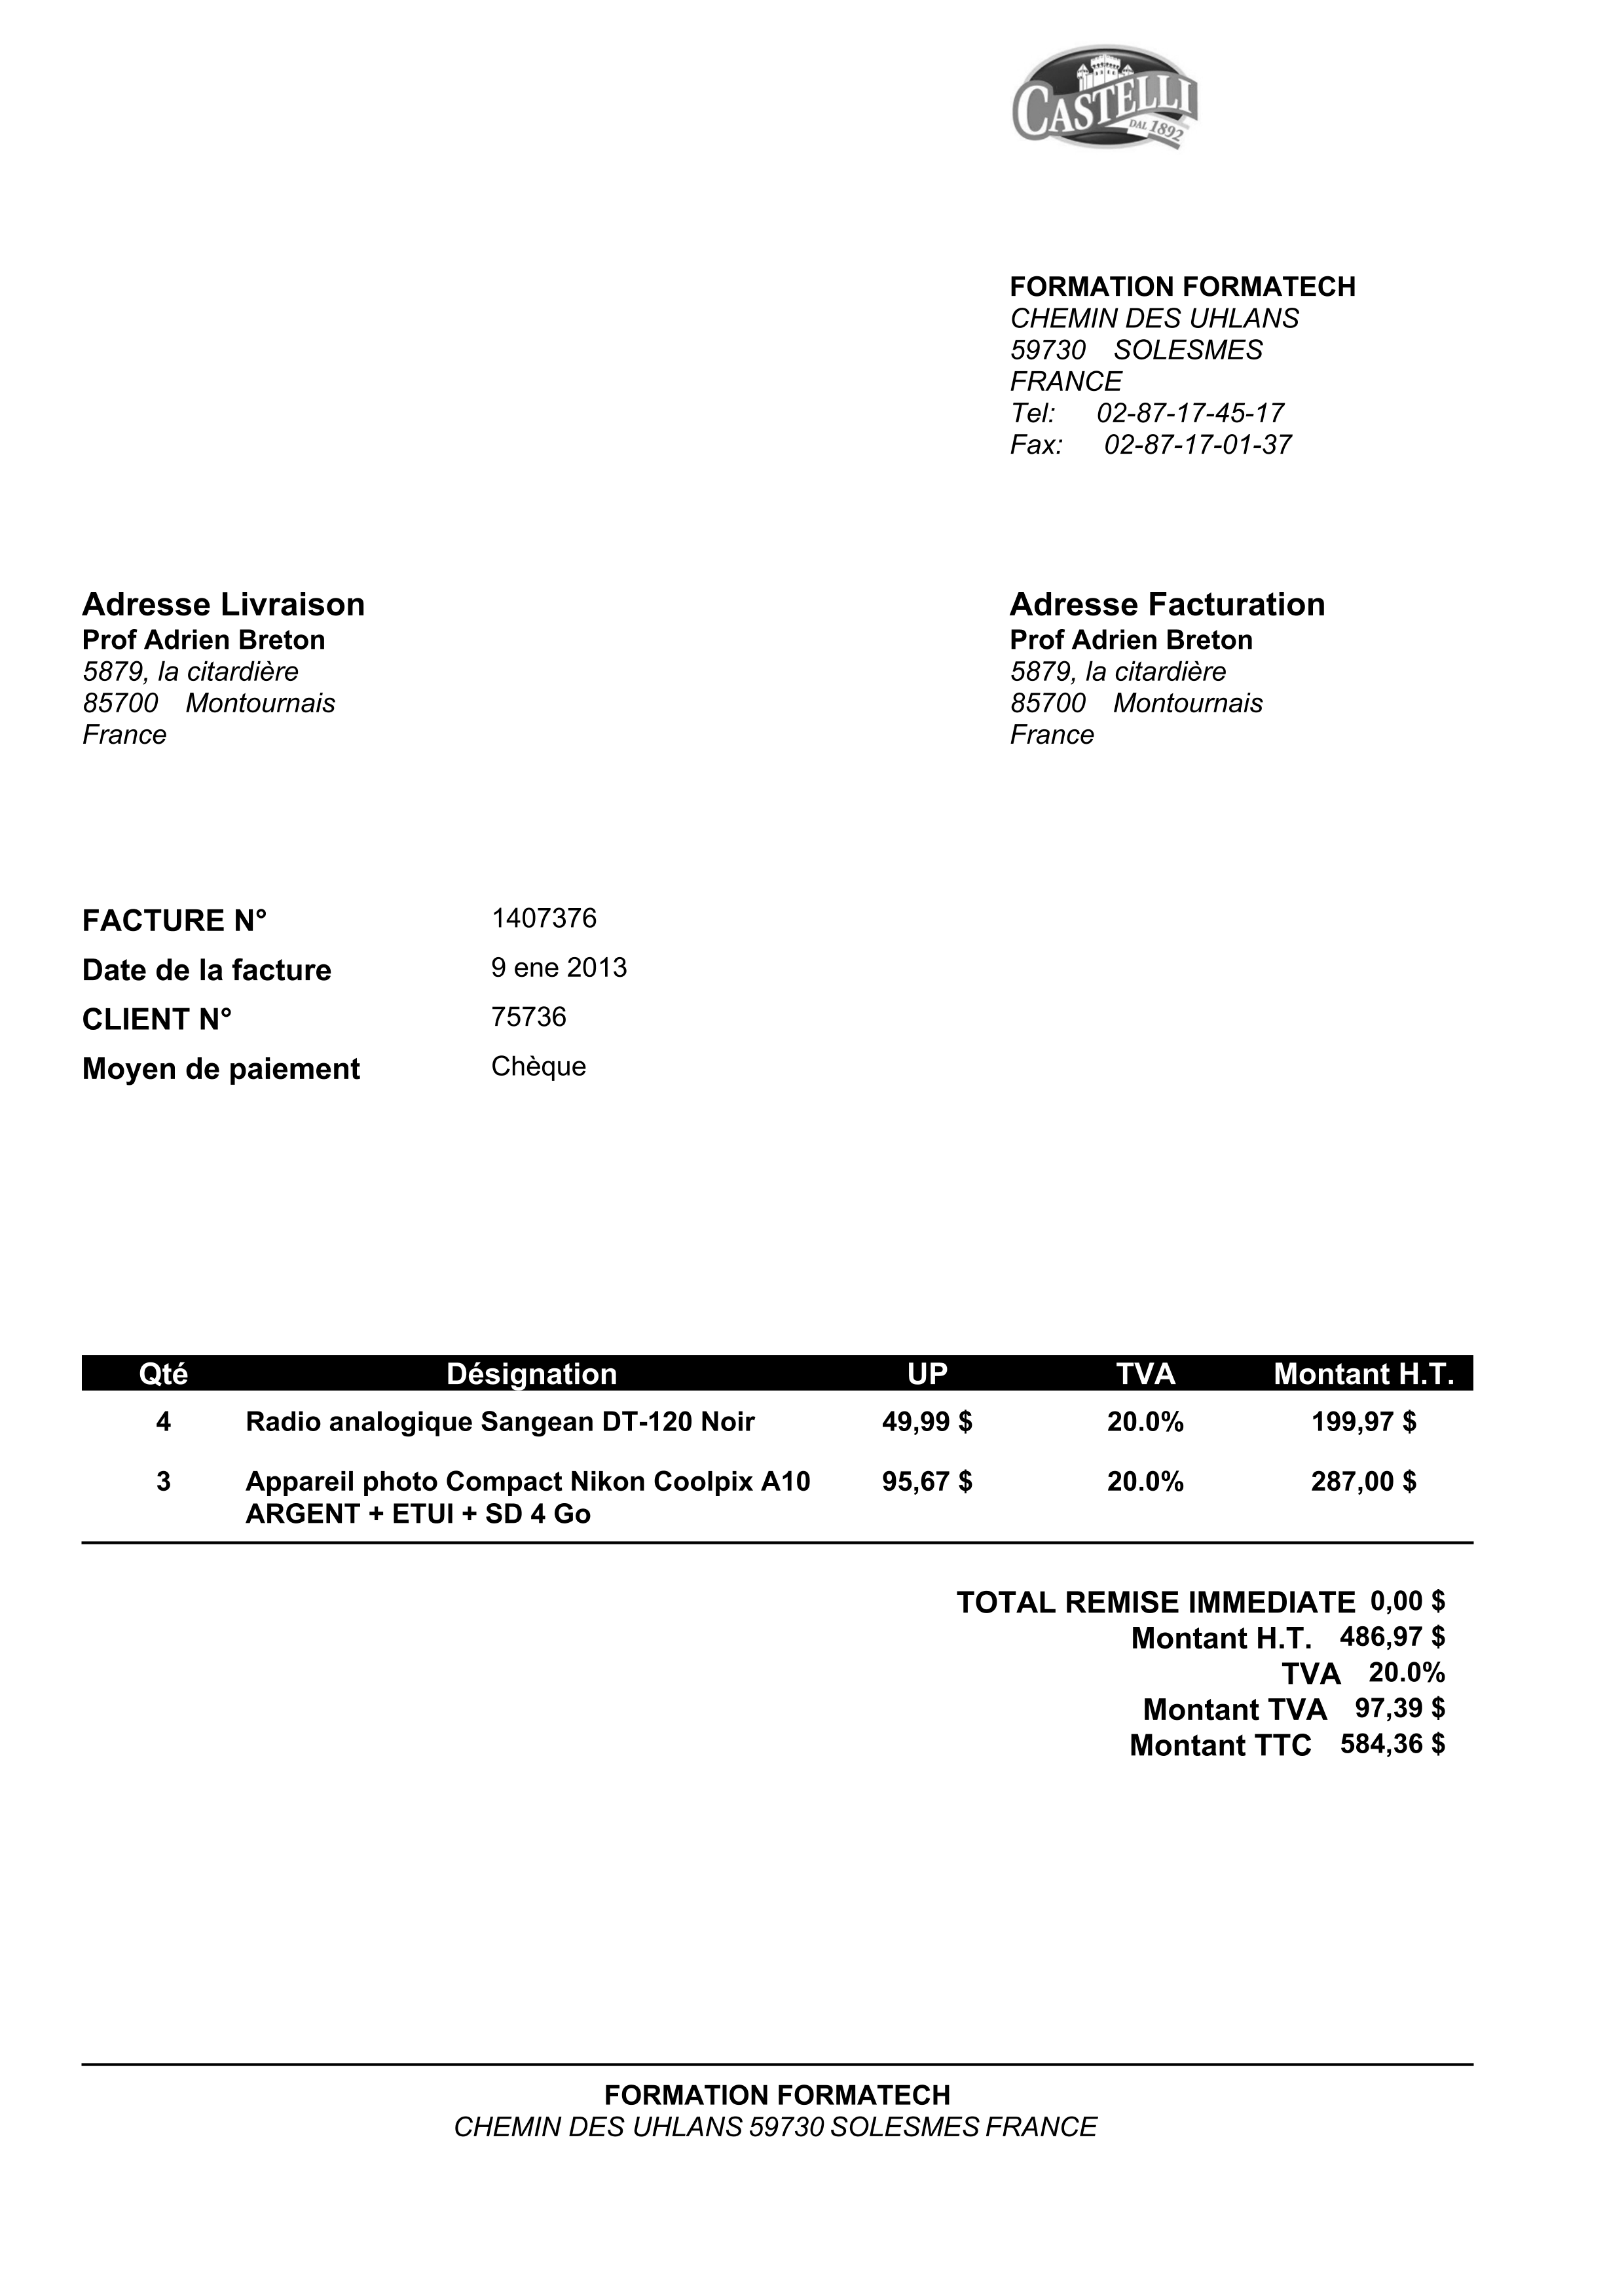 CASTELLI
DAL 1892
FORMATION FORMATECH
CHEMIN DES UHLANS
59730 SOLESMES
FRANCE
Tel: 02-87-17-45-17
Fax: 02-87-17-01-37
Adresse Livraison
Prof Adrien Breton
5879, la citardière
85700 Montournais
France
Adresse Facturation
Prof Adrien Breton
5879, la citardière
85700 Montournais
France
FACTURE N° 1407376
Date de la facture 9 ene 2013
CLIENT N° 75736
Moyen de paiement Chèque
Qté Désignation UP TVA Montant H.T.
4 Radio analogique Sangean DT-120 Noir 49,99 $ 20.0% 199,97 $
3 Appareil photo Compact Nikon Coolpix A10 95,67 $ 20.0% 287,00 $
ARGENT + ETUI + SD 4 Go
TOTAL REMISE IMMEDIATE 0,00 $
Montant H.T. 486,97 $
TVA 20.0%
Montant TVA 97,39 $
Montant TTC 584,36 $
FORMATION FORMATECH
CHEMIN DES UHLANS 59730 SOLESMES FRANCE